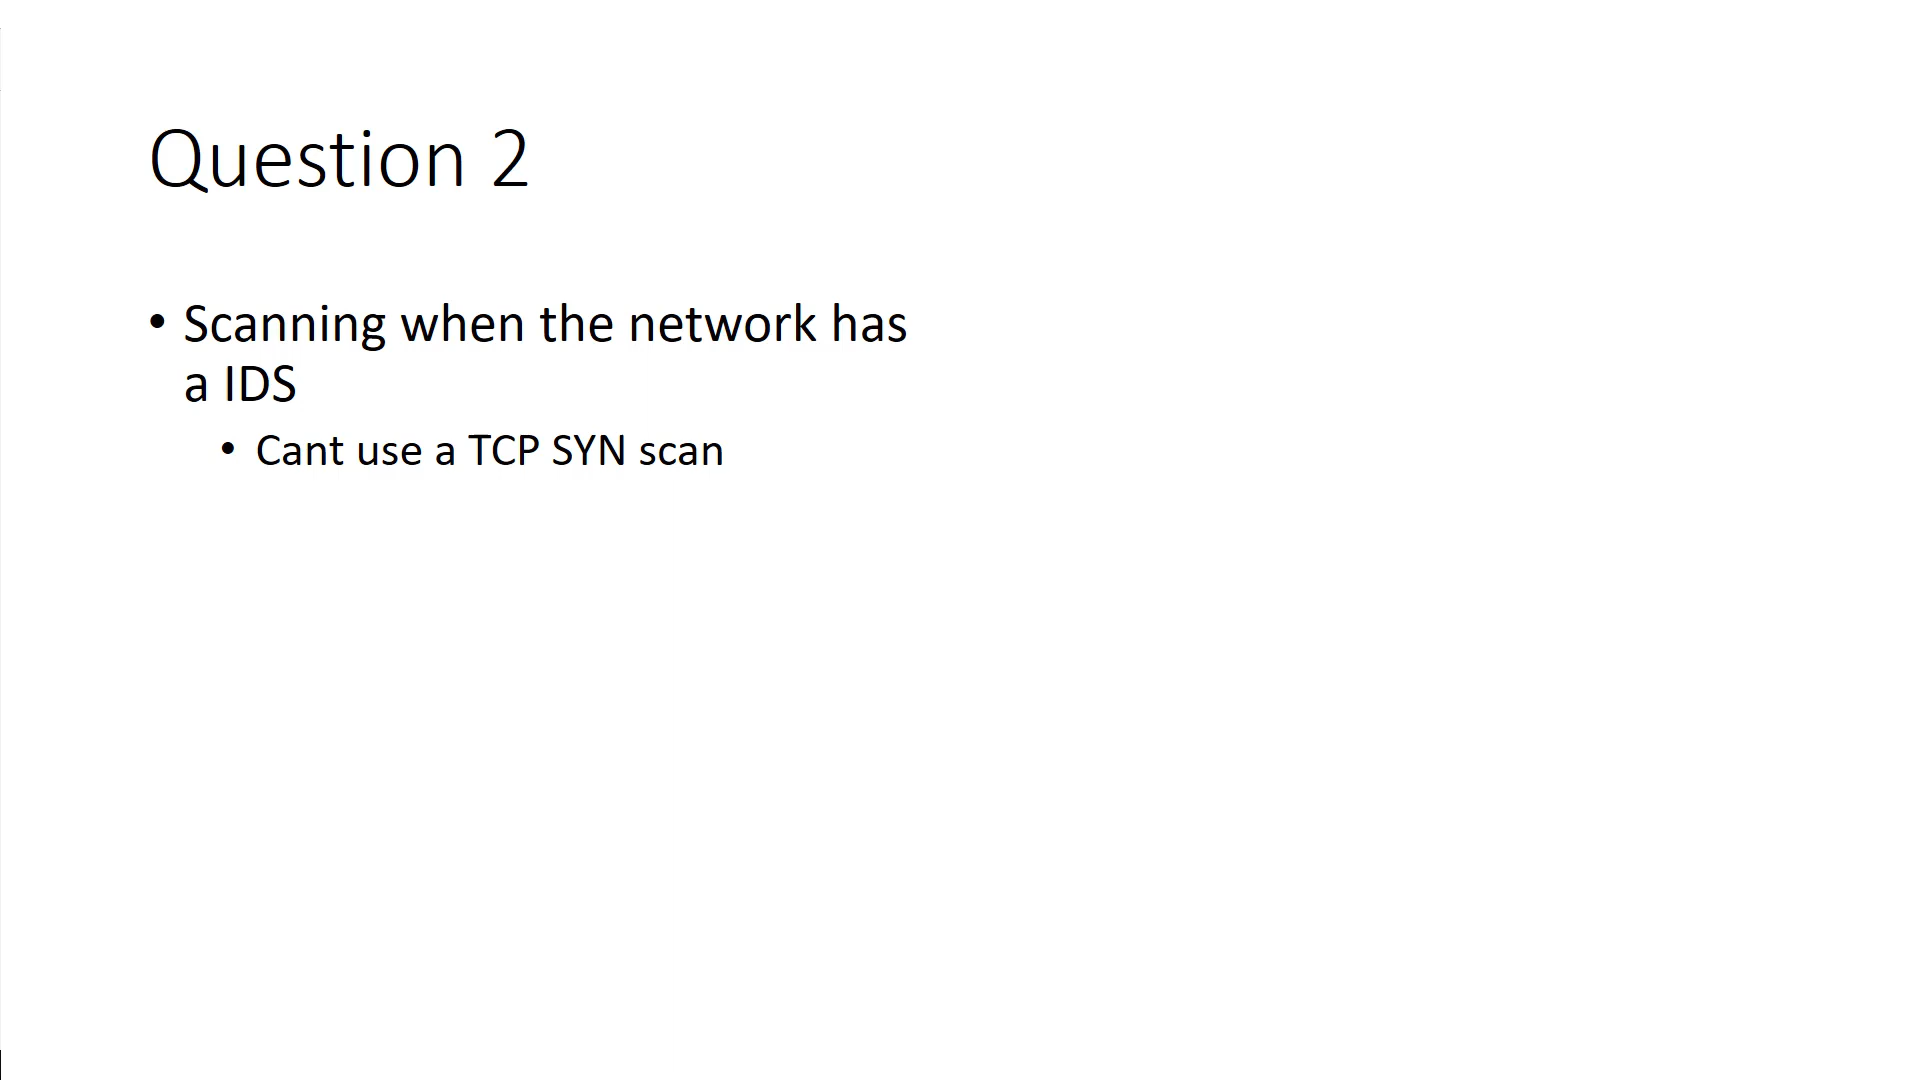 Question 2
• Scanning when the network has
a IDS
• Cant use a TCP SYN scan